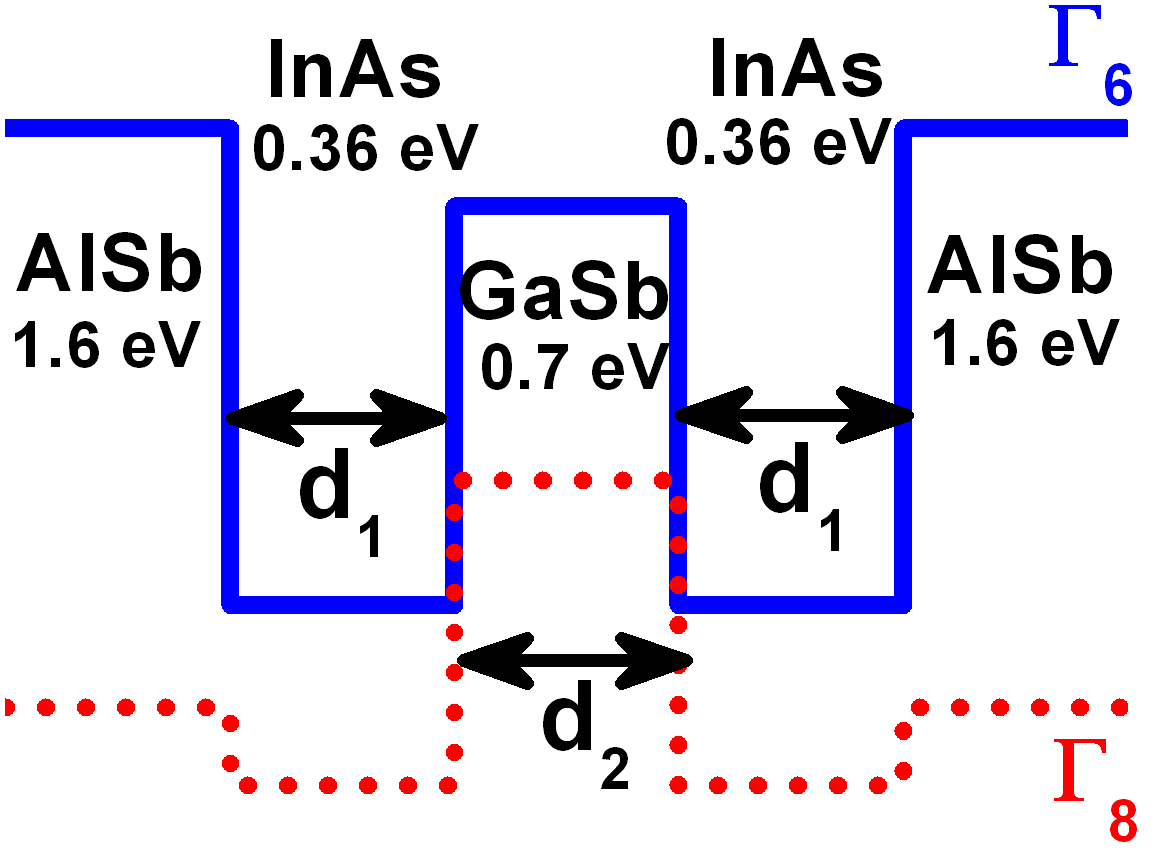 InAs
0.36 eV
InAs
0.36 eV
Γ6
AlSb
1.6 eV
GaSb
0.7 eV
AlSb
1.6 eV
d1
d1
d2
Γ8